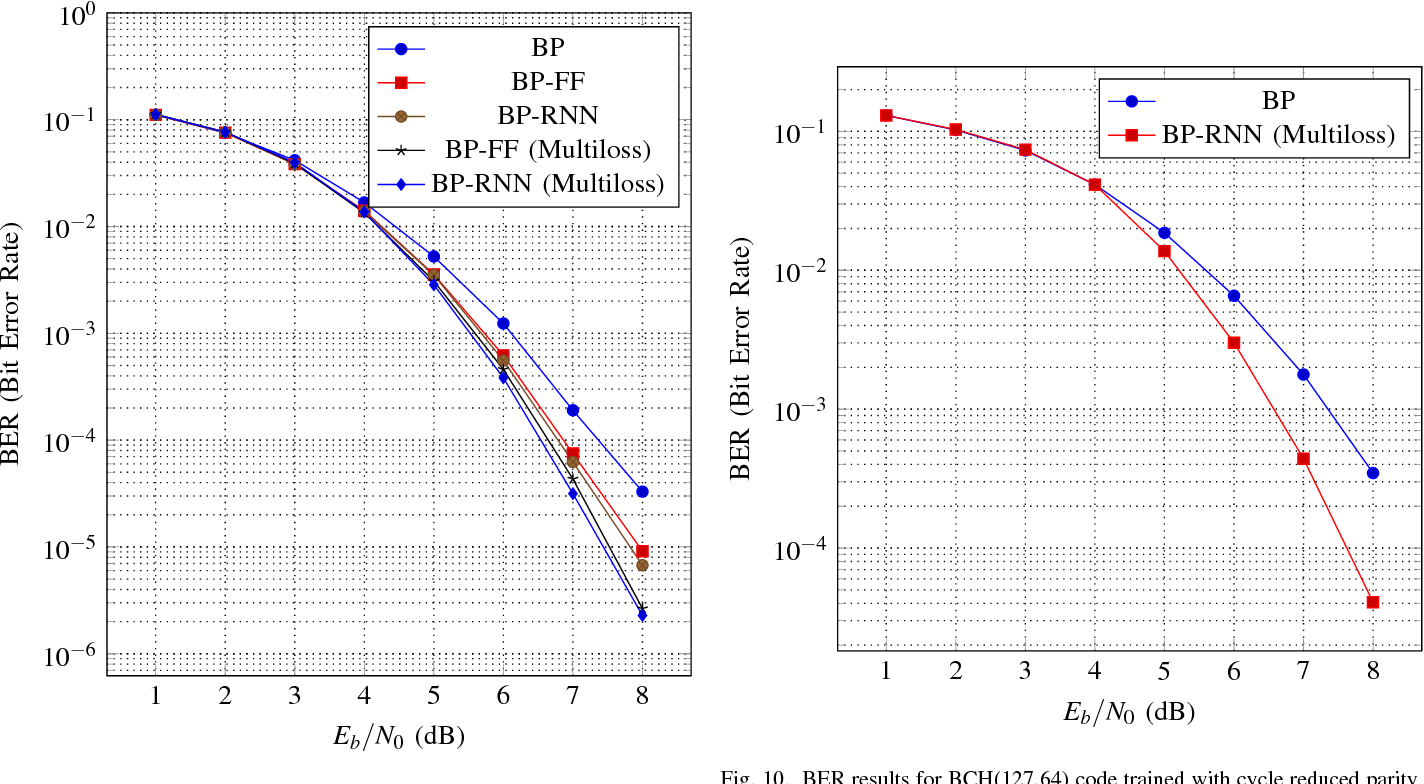 10^0
10^−1
10^−2
10^−3
10^−4
10^−5
10^−6
BER (Bit Error Rate)
BP
BP-FF
BP-RNN
BP-FF (Multiloss)
BP-RNN (Multiloss)
1 2 3 4 5 6 7 8
E_b/N_0 (dB)
10^−1
10^−2
10^−3
10^−4
BER (Bit Error Rate)
BP
BP-RNN (Multiloss)
1 2 3 4 5 6 7 8
E_b/N_0 (dB)
Fig. 10. BER results for BCH(127,64) code trained with cycle reduced parity